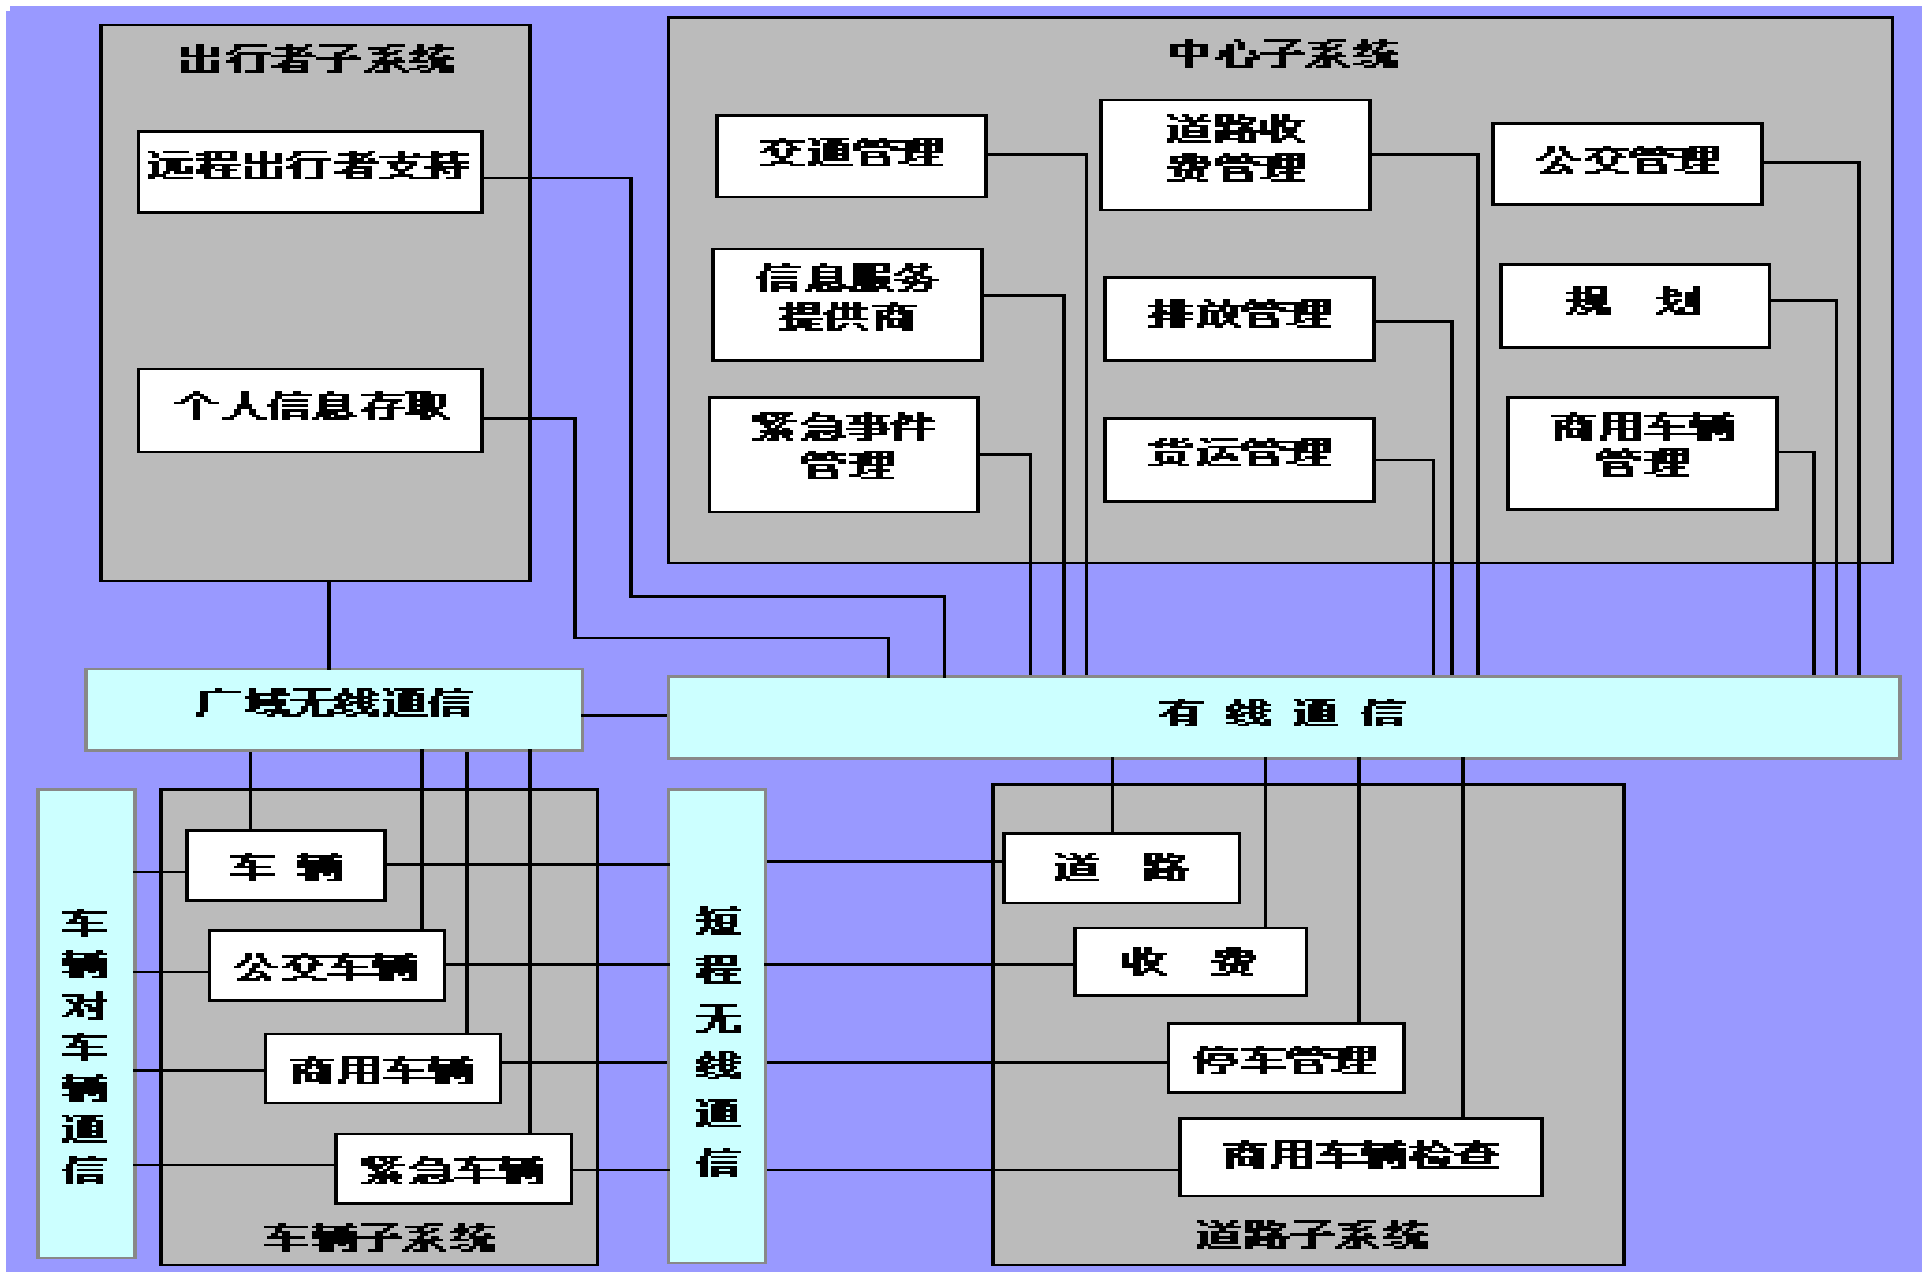 出行者子系统
远程出行者支持
个人信息存取
中心子系统
交通管理
道路收
费管理
公交管理
信息服务
提供商
排放管理
规 划
紧急事件
管理
货运管理
商用车辆
管理
广域无线通信
有线通信
车辆对车辆通信
车辆
公交车辆
商用车辆
紧急车辆
车辆子系统
短程无线通信
道 路
收 费
停车管理
商用车辆检查
道路子系统